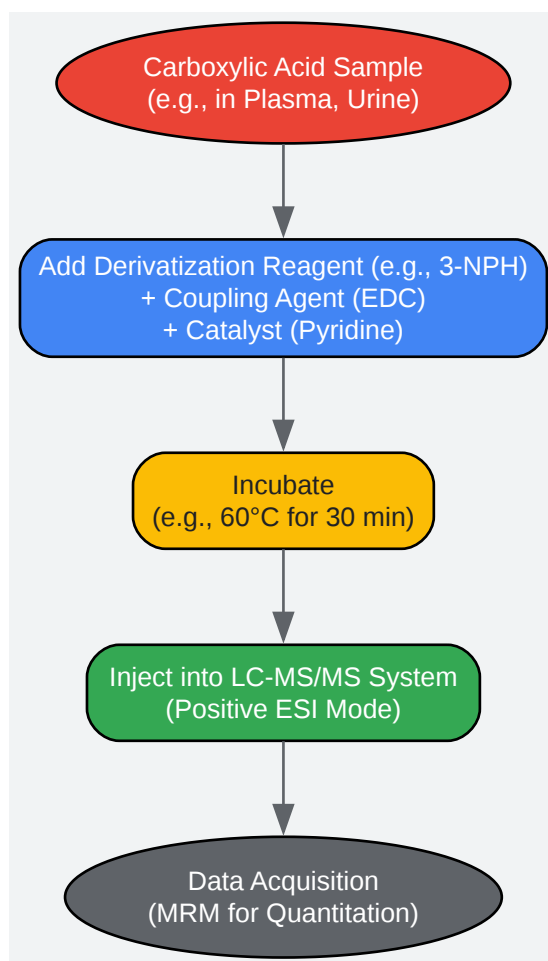 Carboxylic Acid Sample
(e.g., in Plasma, Urine)
Add Derivatization Reagent (e.g., 3-NPH)
+ Coupling Agent (EDC)
+ Catalyst (Pyridine)
Incubate
(e.g., 60°C for 30 min)
Inject into LC-MS/MS System
(Positive ESI Mode)
Data Acquisition
(MRM for Quantitation)